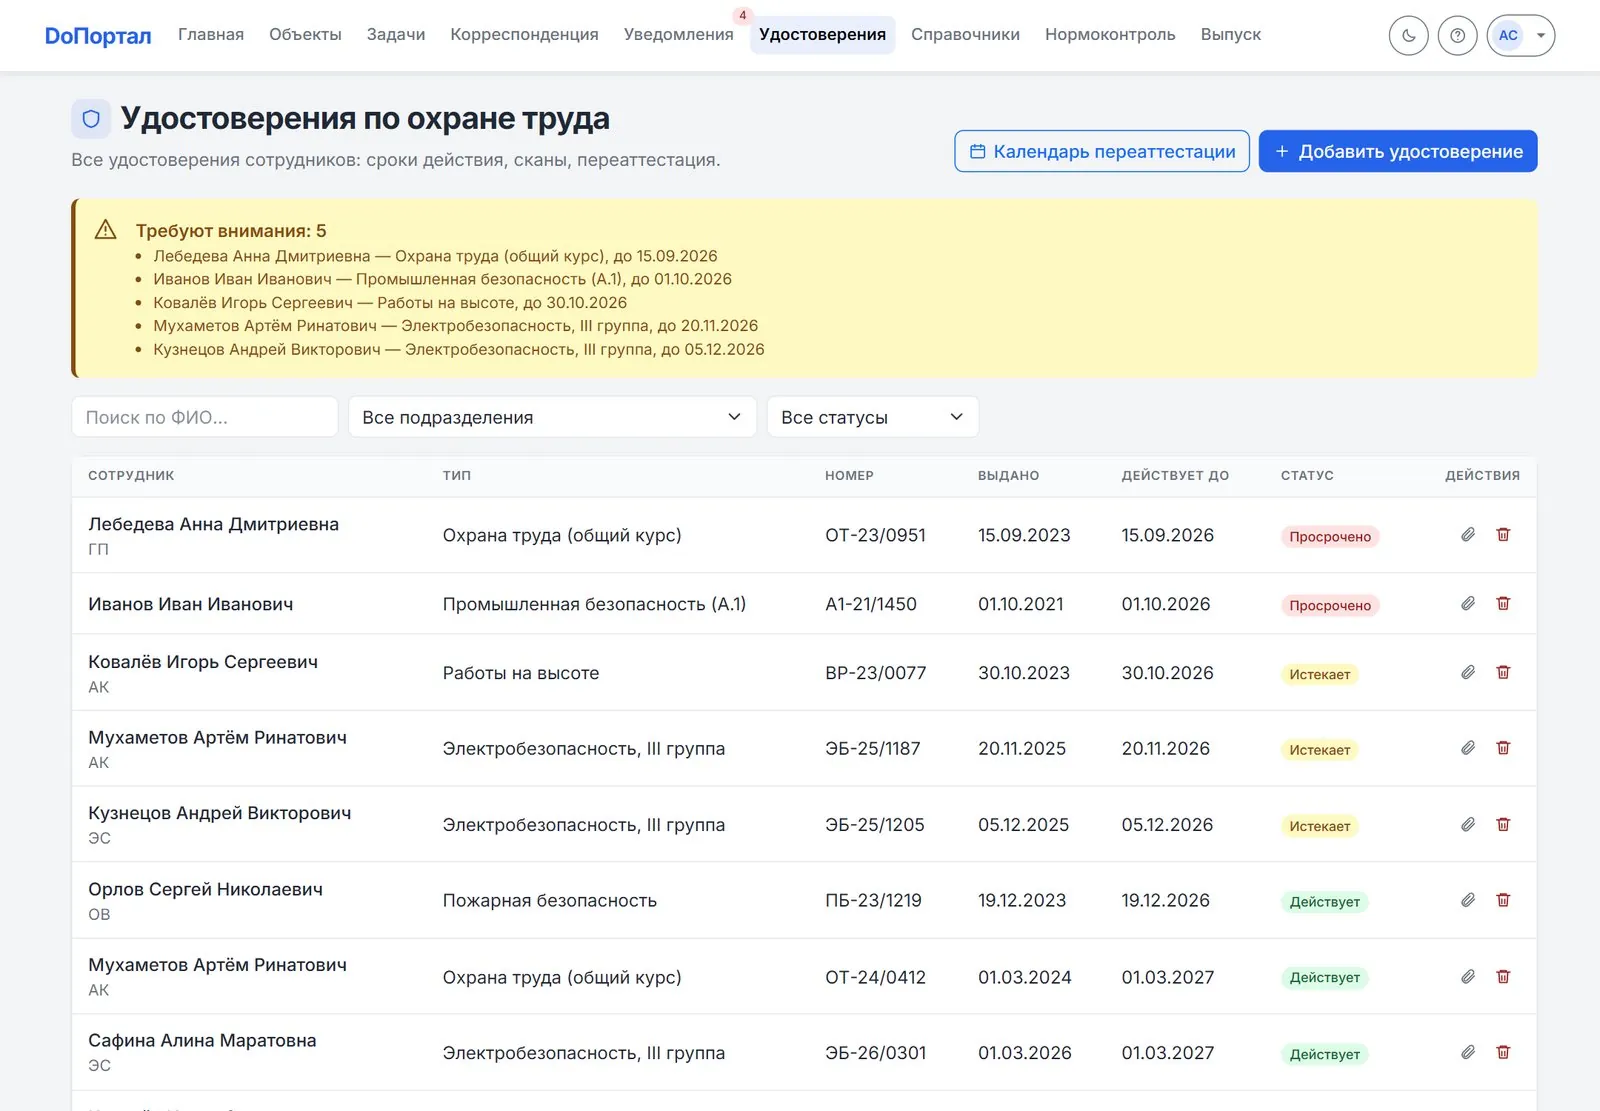 DoПортал Главная Объекты Задачи Корреспонденция Уведомления 4 Удостоверения Справочники Нормоконтроль Выпуск АС
Удостоверения по охране труда
Все удостоверения сотрудников: сроки действия, сканы, переаттестация.
Календарь переаттестации + Добавить удостоверение
Требуют внимания: 5
• Лебедева Анна Дмитриевна — Охрана труда (общий курс), до 15.09.2026
• Иванов Иван Иванович — Промышленная безопасность (А.1), до 01.10.2026
• Ковалёв Игорь Сергеевич — Работы на высоте, до 30.10.2026
• Мухаметов Артём Ринатович — Электробезопасность, III группа, до 20.11.2026
• Кузнецов Андрей Викторович — Электробезопасность, III группа, до 05.12.2026
Поиск по ФИО... Все подразделения Все статусы
СОТРУДНИК ТИП НОМЕР ВЫДАНО ДЕЙСТВУЕТ ДО СТАТУС ДЕЙСТВИЯ
Лебедева Анна Дмитриевна
ГП
Охрана труда (общий курс) ОТ-23/0951 15.09.2023 15.09.2026 Просрочено
Иванов Иван Иванович Промышленная безопасность (А.1) А1-21/1450 01.10.2021 01.10.2026 Просрочено
Ковалёв Игорь Сергеевич
АК
Работы на высоте ВР-23/0077 30.10.2023 30.10.2026 Истекает
Мухаметов Артём Ринатович
АК
Электробезопасность, III группа ЭБ-25/1187 20.11.2025 20.11.2026 Истекает
Кузнецов Андрей Викторович
ЭС
Электробезопасность, III группа ЭБ-25/1205 05.12.2025 05.12.2026 Истекает
Орлов Сергей Николаевич
ОВ
Пожарная безопасность ПБ-23/1219 19.12.2023 19.12.2026 Действует
Мухаметов Артём Ринатович
АК
Охрана труда (общий курс) ОТ-24/0412 01.03.2024 01.03.2027 Действует
Сафина Алина Маратовна
ЭС
Электробезопасность, III группа ЭБ-26/0301 01.03.2026 01.03.2027 Действует